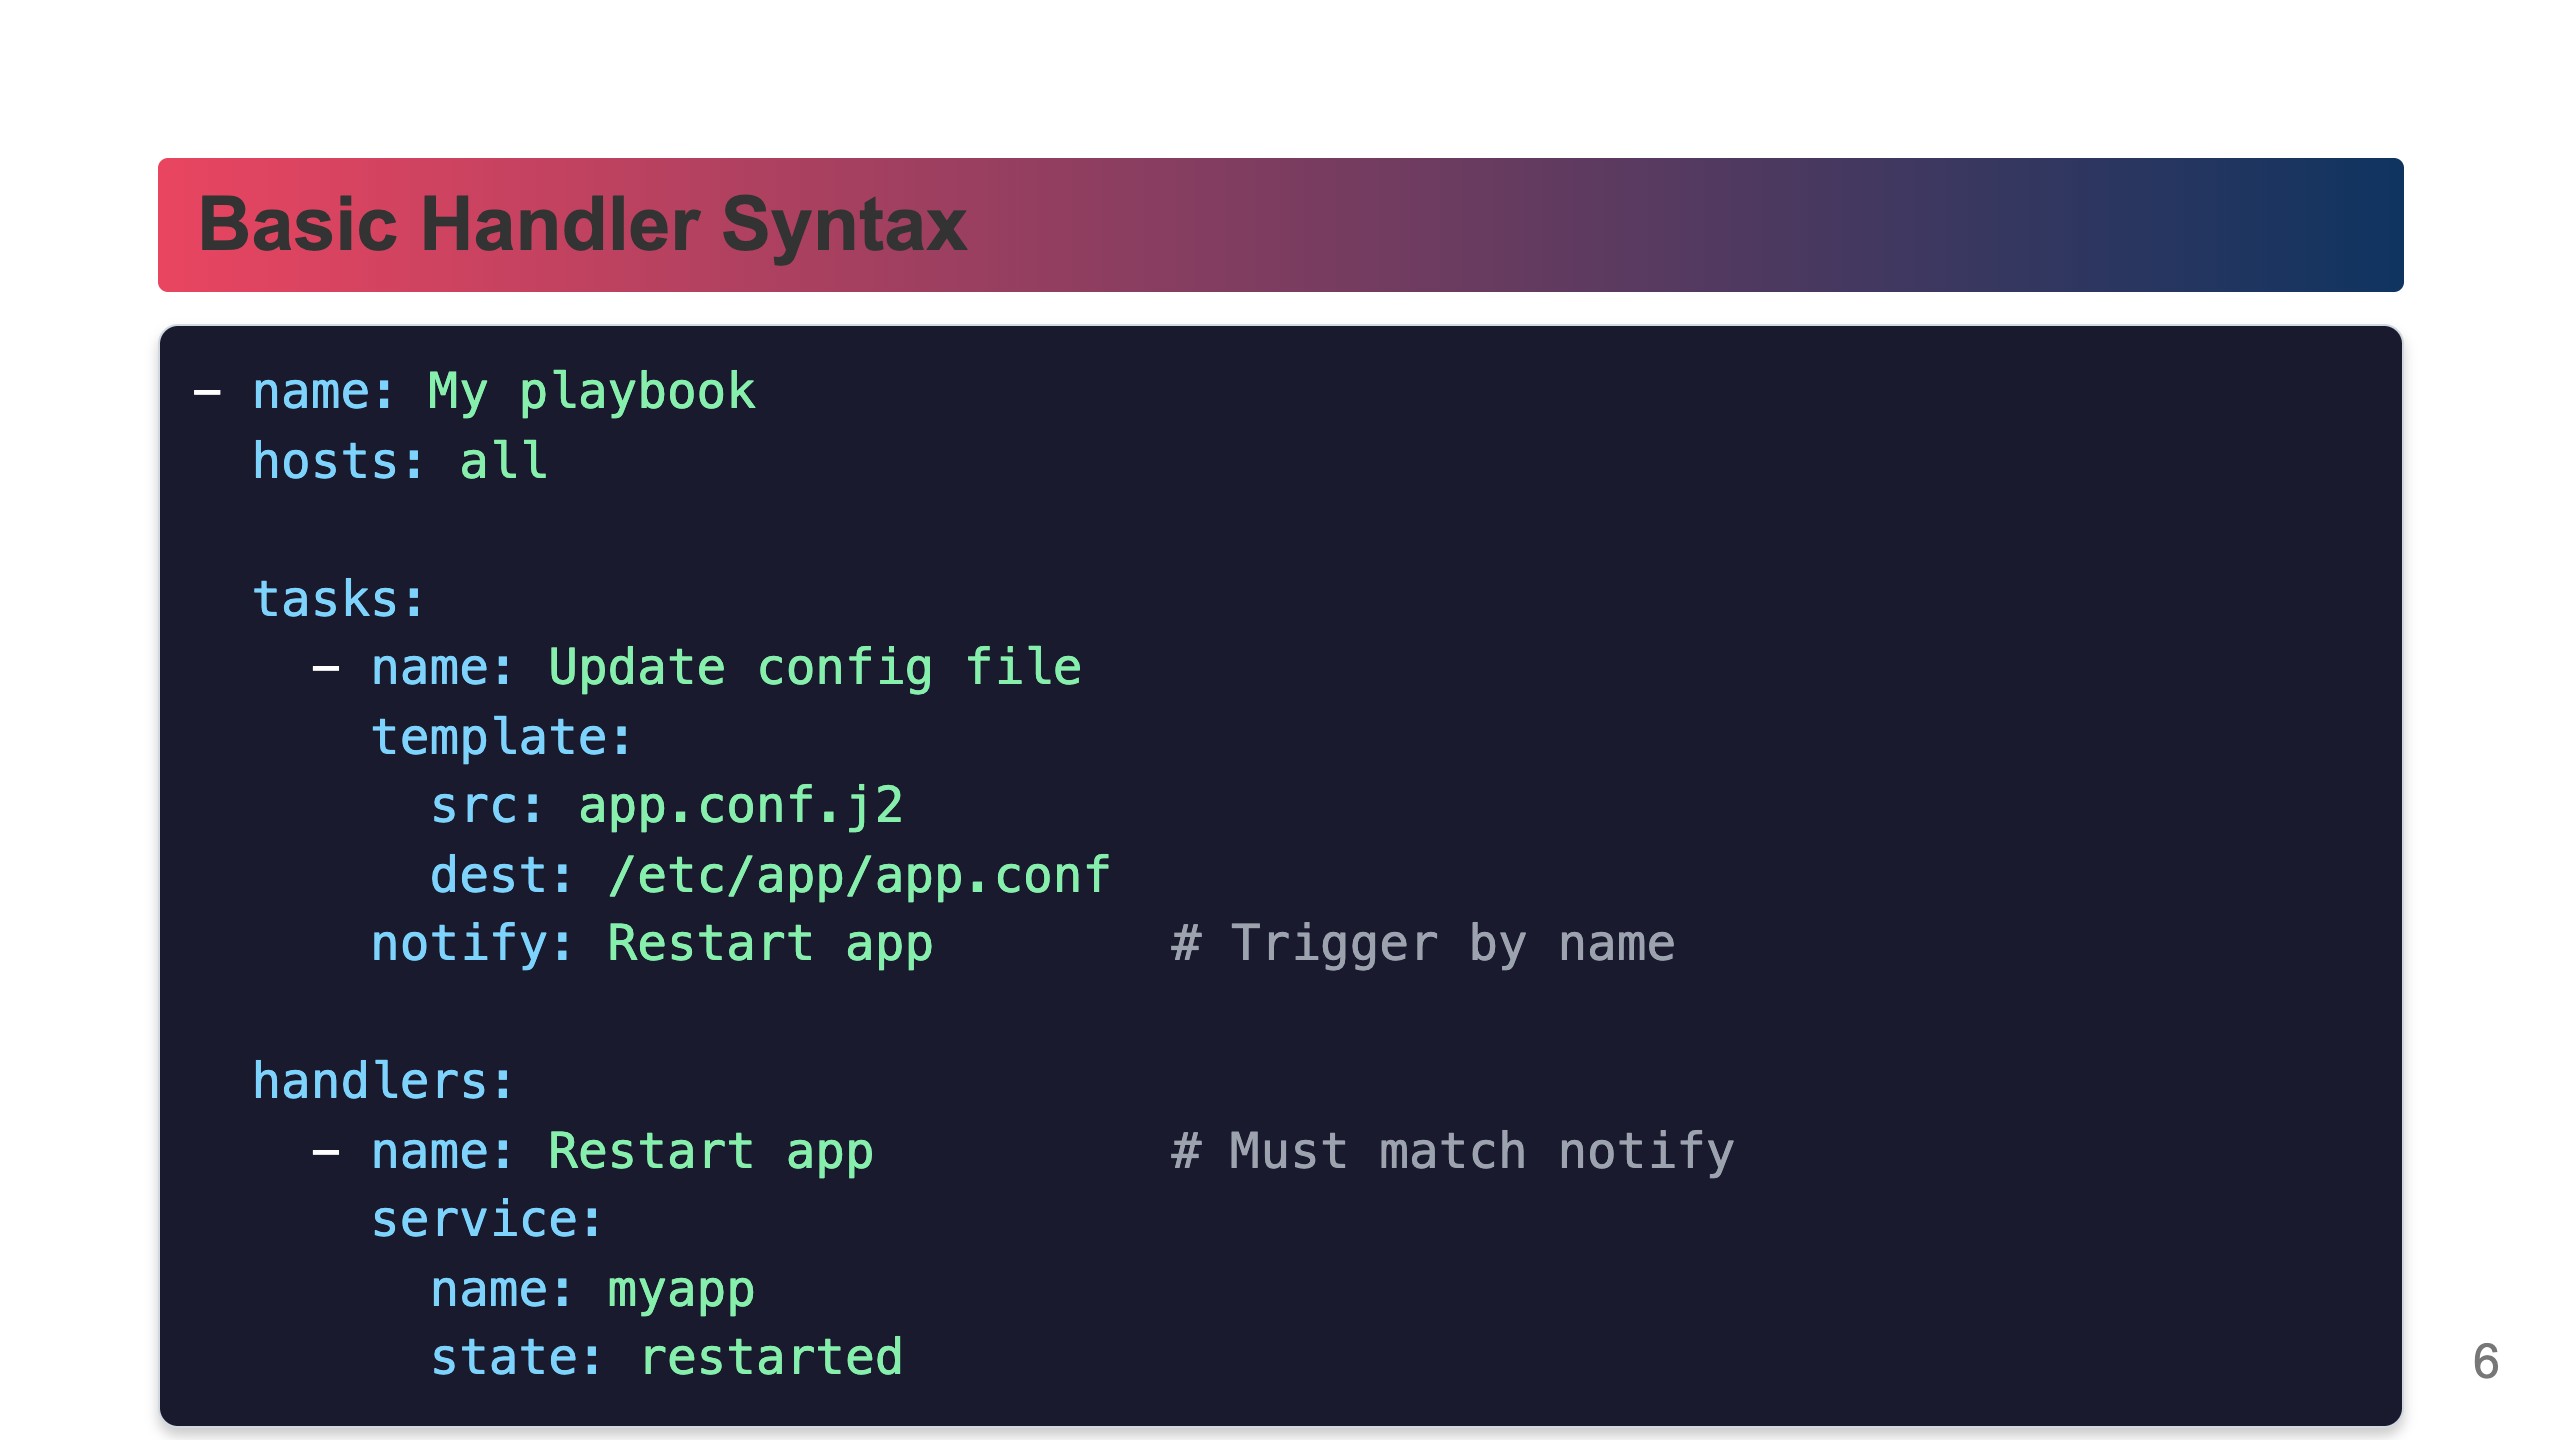 Basic Handler Syntax
- name: My playbook
  hosts: all

  tasks:
    - name: Update config file
      template:
        src: app.conf.j2
        dest: /etc/app/app.conf
      notify: Restart app        # Trigger by name

  handlers:
    - name: Restart app          # Must match notify
      service:
        name: myapp
        state: restarted
6